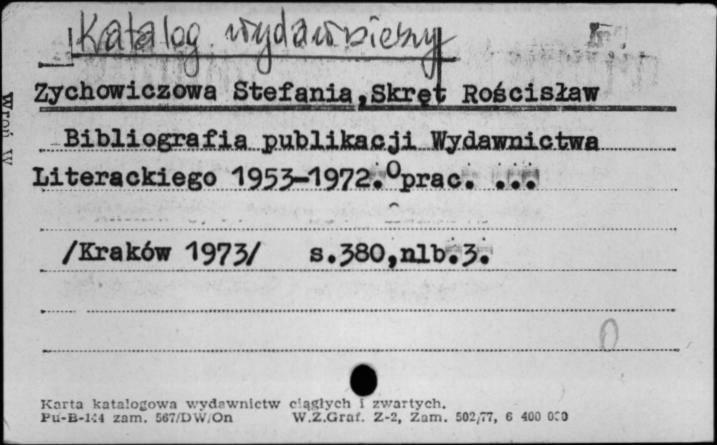 Katalog wydawniczy
Zychowiczowa Stefania,Skręt Rościsław
Bibliografia publikacji Wydawnictwa
Literackiego 1953-1972.Oprac. ...
/Kraków 1973/ s.380,nlb.3.
Karta katalogowa wydawnictw ciągłych i zwartych.
Pu-B-144 zam. 567/DW/On W.Z.Graf. Z-2, Zam. 502/77, 6 400 000